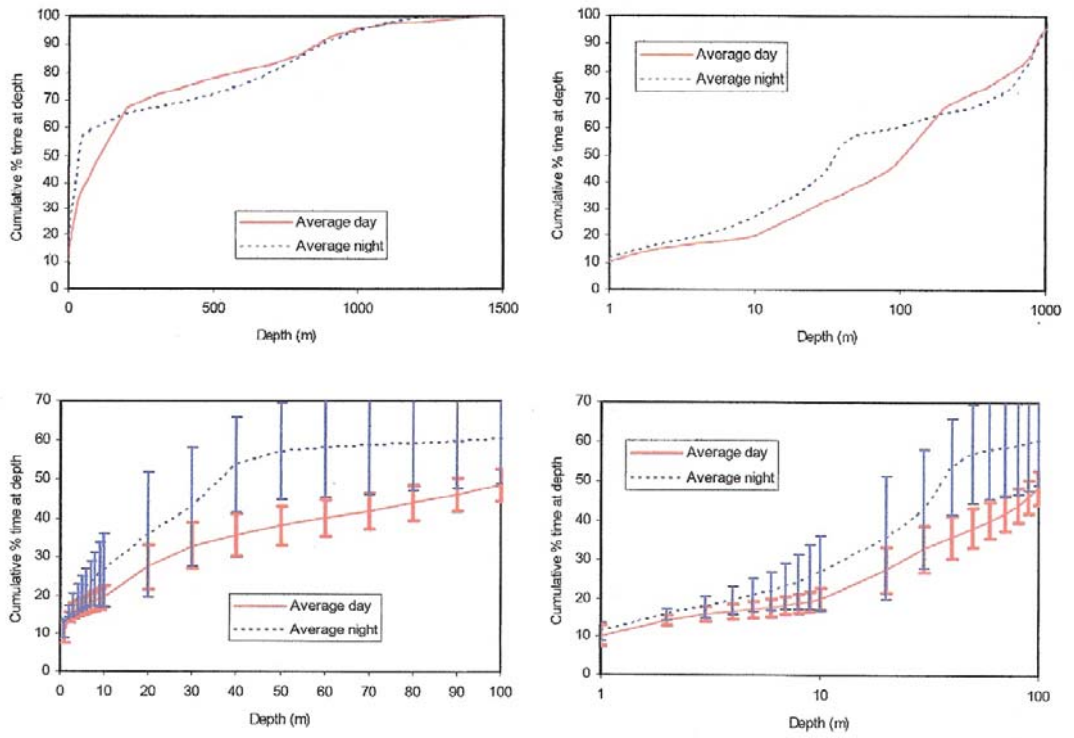 100
90
80
70
60
50
40
30
20
10
0
Cumulative % time at depth
Average day
Average night
0 500 1000 1500
Depth (m)
100
90
80
70
60
50
40
30
20
10
0
Cumulative % time at depth
Average day
Average night
1 10 100 1000
Depth (m)
70
60
50
40
30
20
10
0
Cumulative % time at depth
Average day
Average night
0 10 20 30 40 50 60 70 80 90 100
Depth (m)
70
60
50
40
30
20
10
0
Cumulative % time at depth
Average day
Average night
1 10 100
Depth (m)